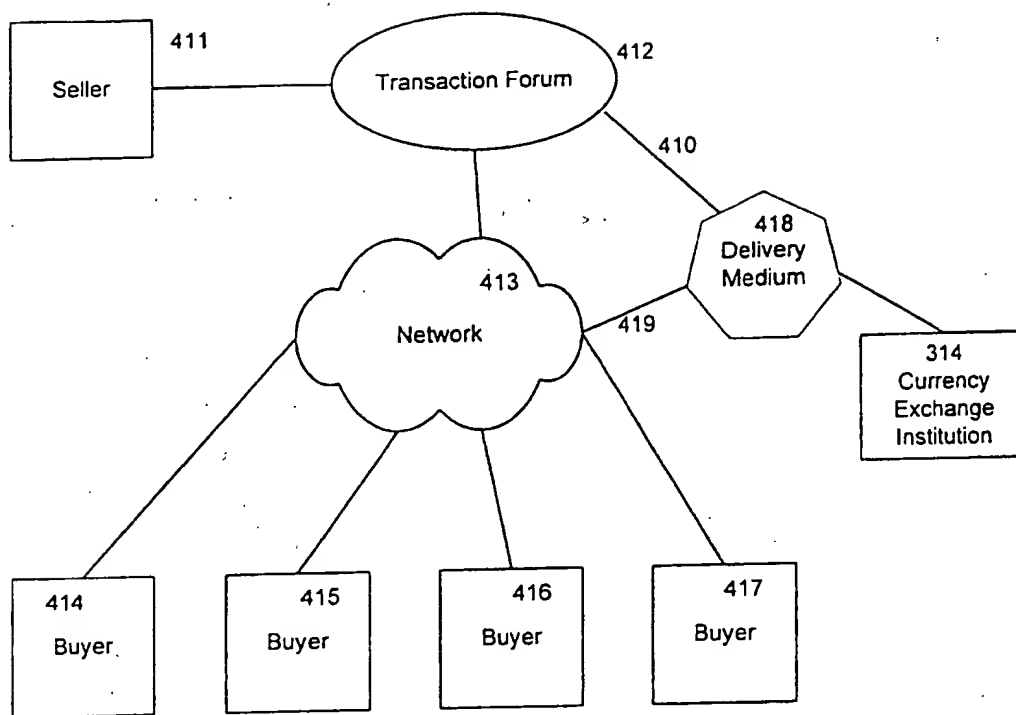 411
412
Seller
Transaction Forum
410
418
Delivery
Medium
413
419
Network
314
Currency
Exchange
Institution
414
Buyer
415
Buyer
416
Buyer
417
Buyer